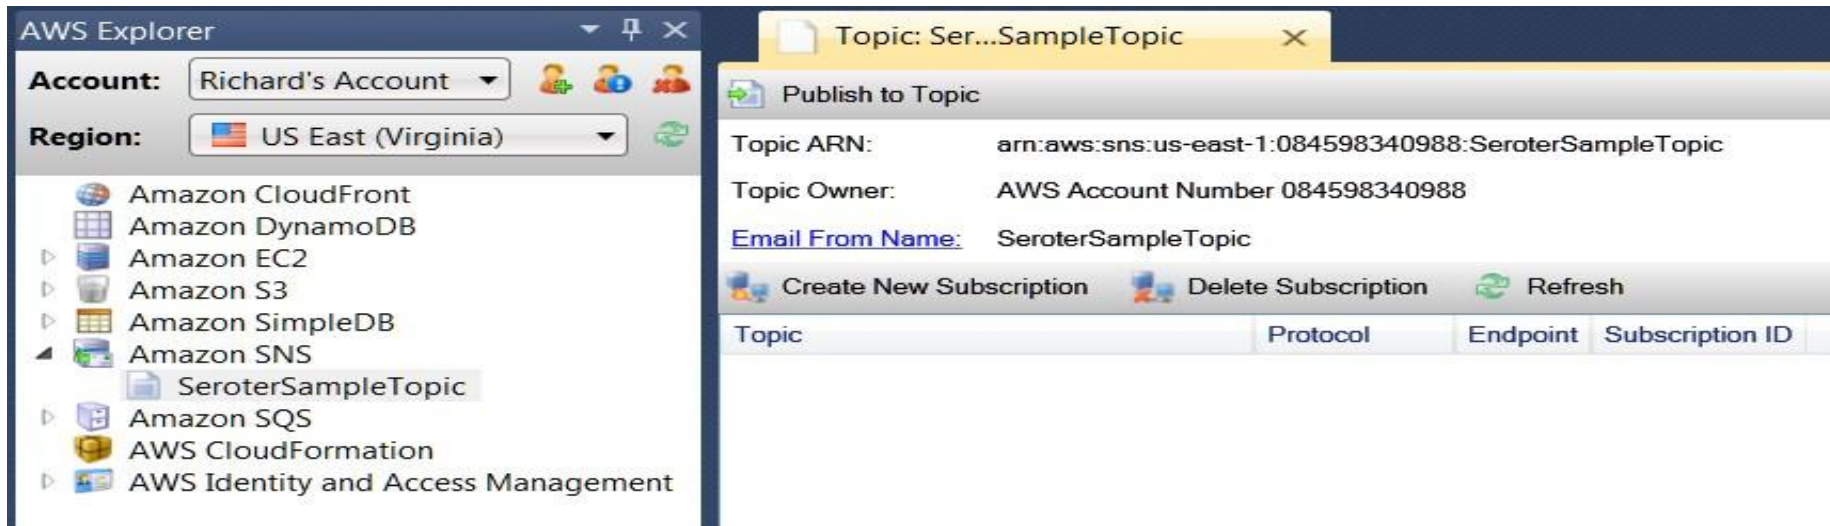 AWS Explorer
Account: Richard's Account
Region: US East (Virginia)
Amazon CloudFront
Amazon DynamoDB
Amazon EC2
Amazon S3
Amazon SimpleDB
Amazon SNS
SeroterSampleTopic
Amazon SQS
AWS CloudFormation
AWS Identity and Access Management
Topic: Ser...SampleTopic
Publish to Topic
Topic ARN: arn:aws:sns:us-east-1:084598340988:SeroterSampleTopic
Topic Owner: AWS Account Number 084598340988
Email From Name: SeroterSampleTopic
Create New Subscription Delete Subscription Refresh
Topic Protocol Endpoint Subscription ID